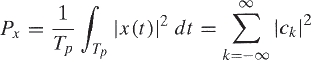 $P_x = \frac{1}{T_p} \int_{T_p} |x(t)|^2 \, dt = \sum_{k=-\infty}^{\infty} |c_k|^2$